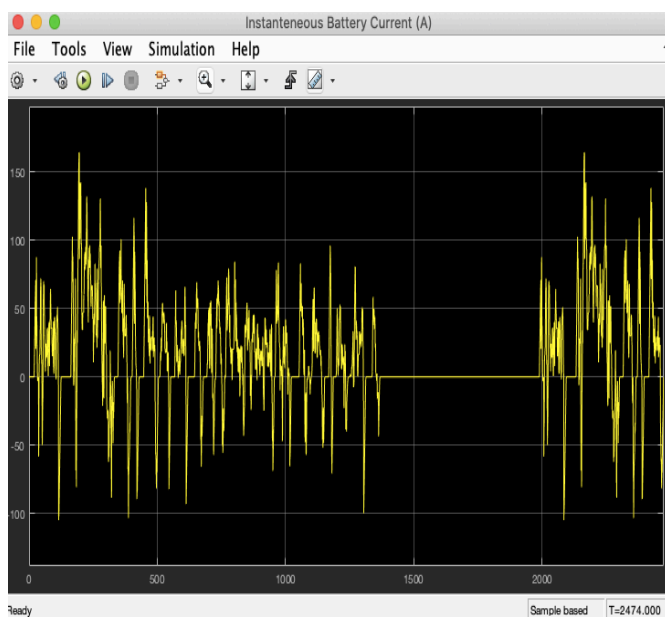 Instanteneous Battery Current (A)
File Tools View Simulation Help
150
100
50
0
-50
-100
0 500 1000 1500 2000
Ready Sample based T=2474.000